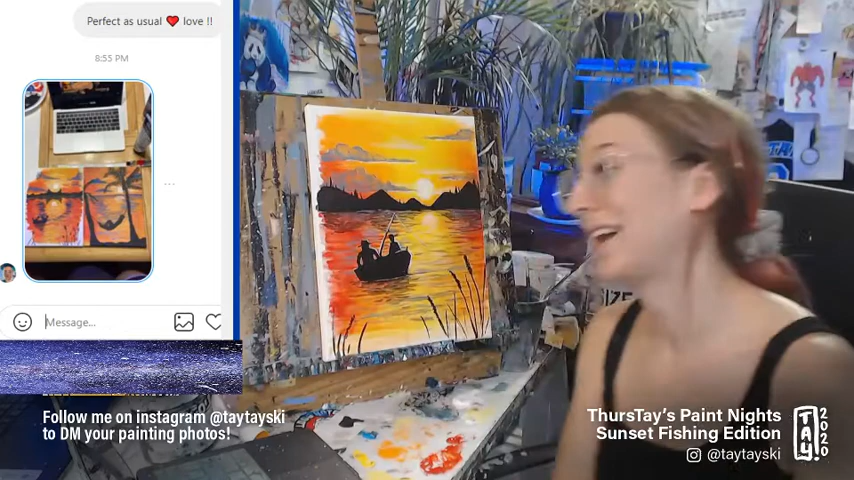 Perfect as usual ❤️ love !!
8:55 PM
Message...
SIZE
Follow me on instagram @taytayski
to DM your painting photos!
ThursTay's Paint Nights
Sunset Fishing Edition
@taytayski
TAY!
2020